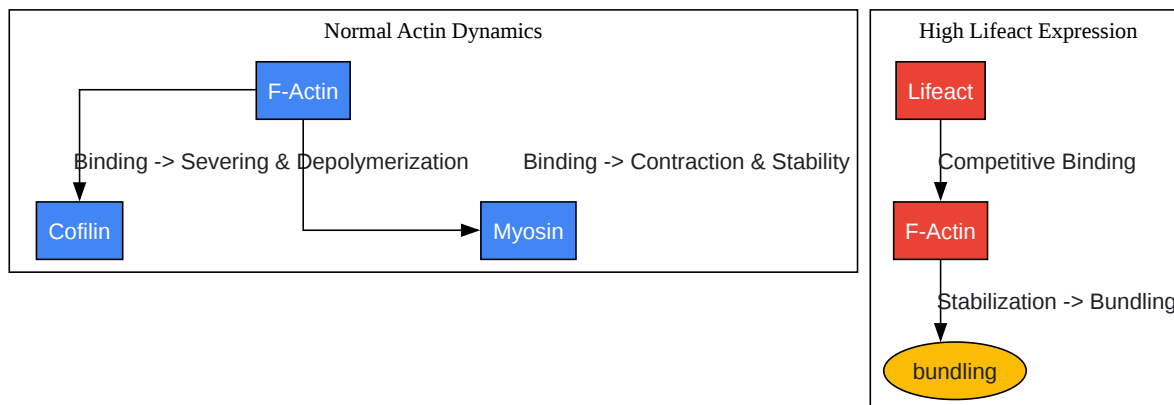 Normal Actin Dynamics
F-Actin
Binding -> Severing & Depolymerization
Binding -> Contraction & Stability
Cofilin
Myosin
High Lifeact Expression
Lifeact
Competitive Binding
F-Actin
Stabilization -> Bundling
bundling